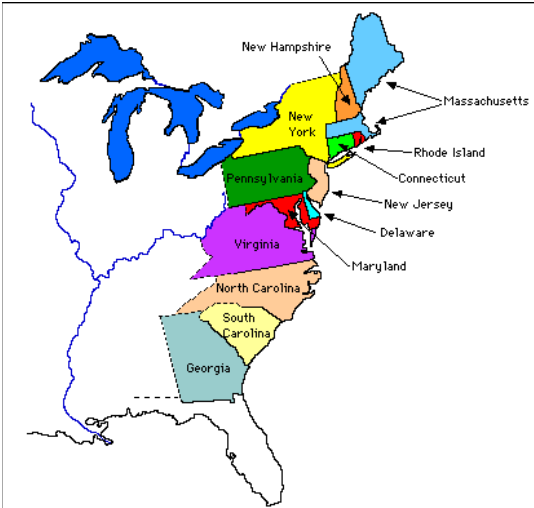 New Hampshire
Massachusetts
New
York
Rhode Island
Pennsylvania
Connecticut
New Jersey
Delaware
Virginia
Maryland
North Carolina
South
Carolina
Georgia